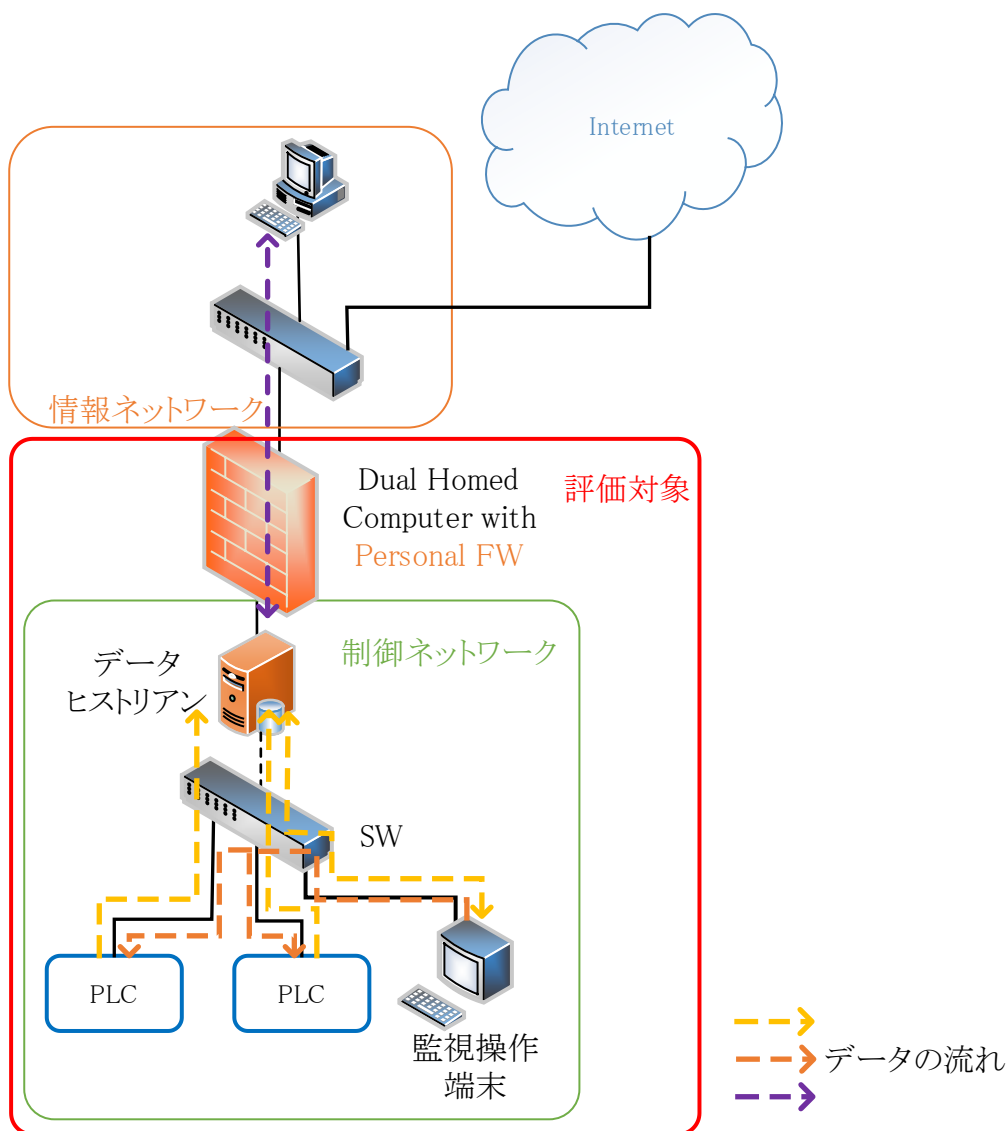 Internet
情報ネットワーク
Dual Homed
Computer with
Personal FW
評価対象
制御ネットワーク
データ
ヒストリアン
SW
PLC
PLC
監視操作
端末
データの流れ